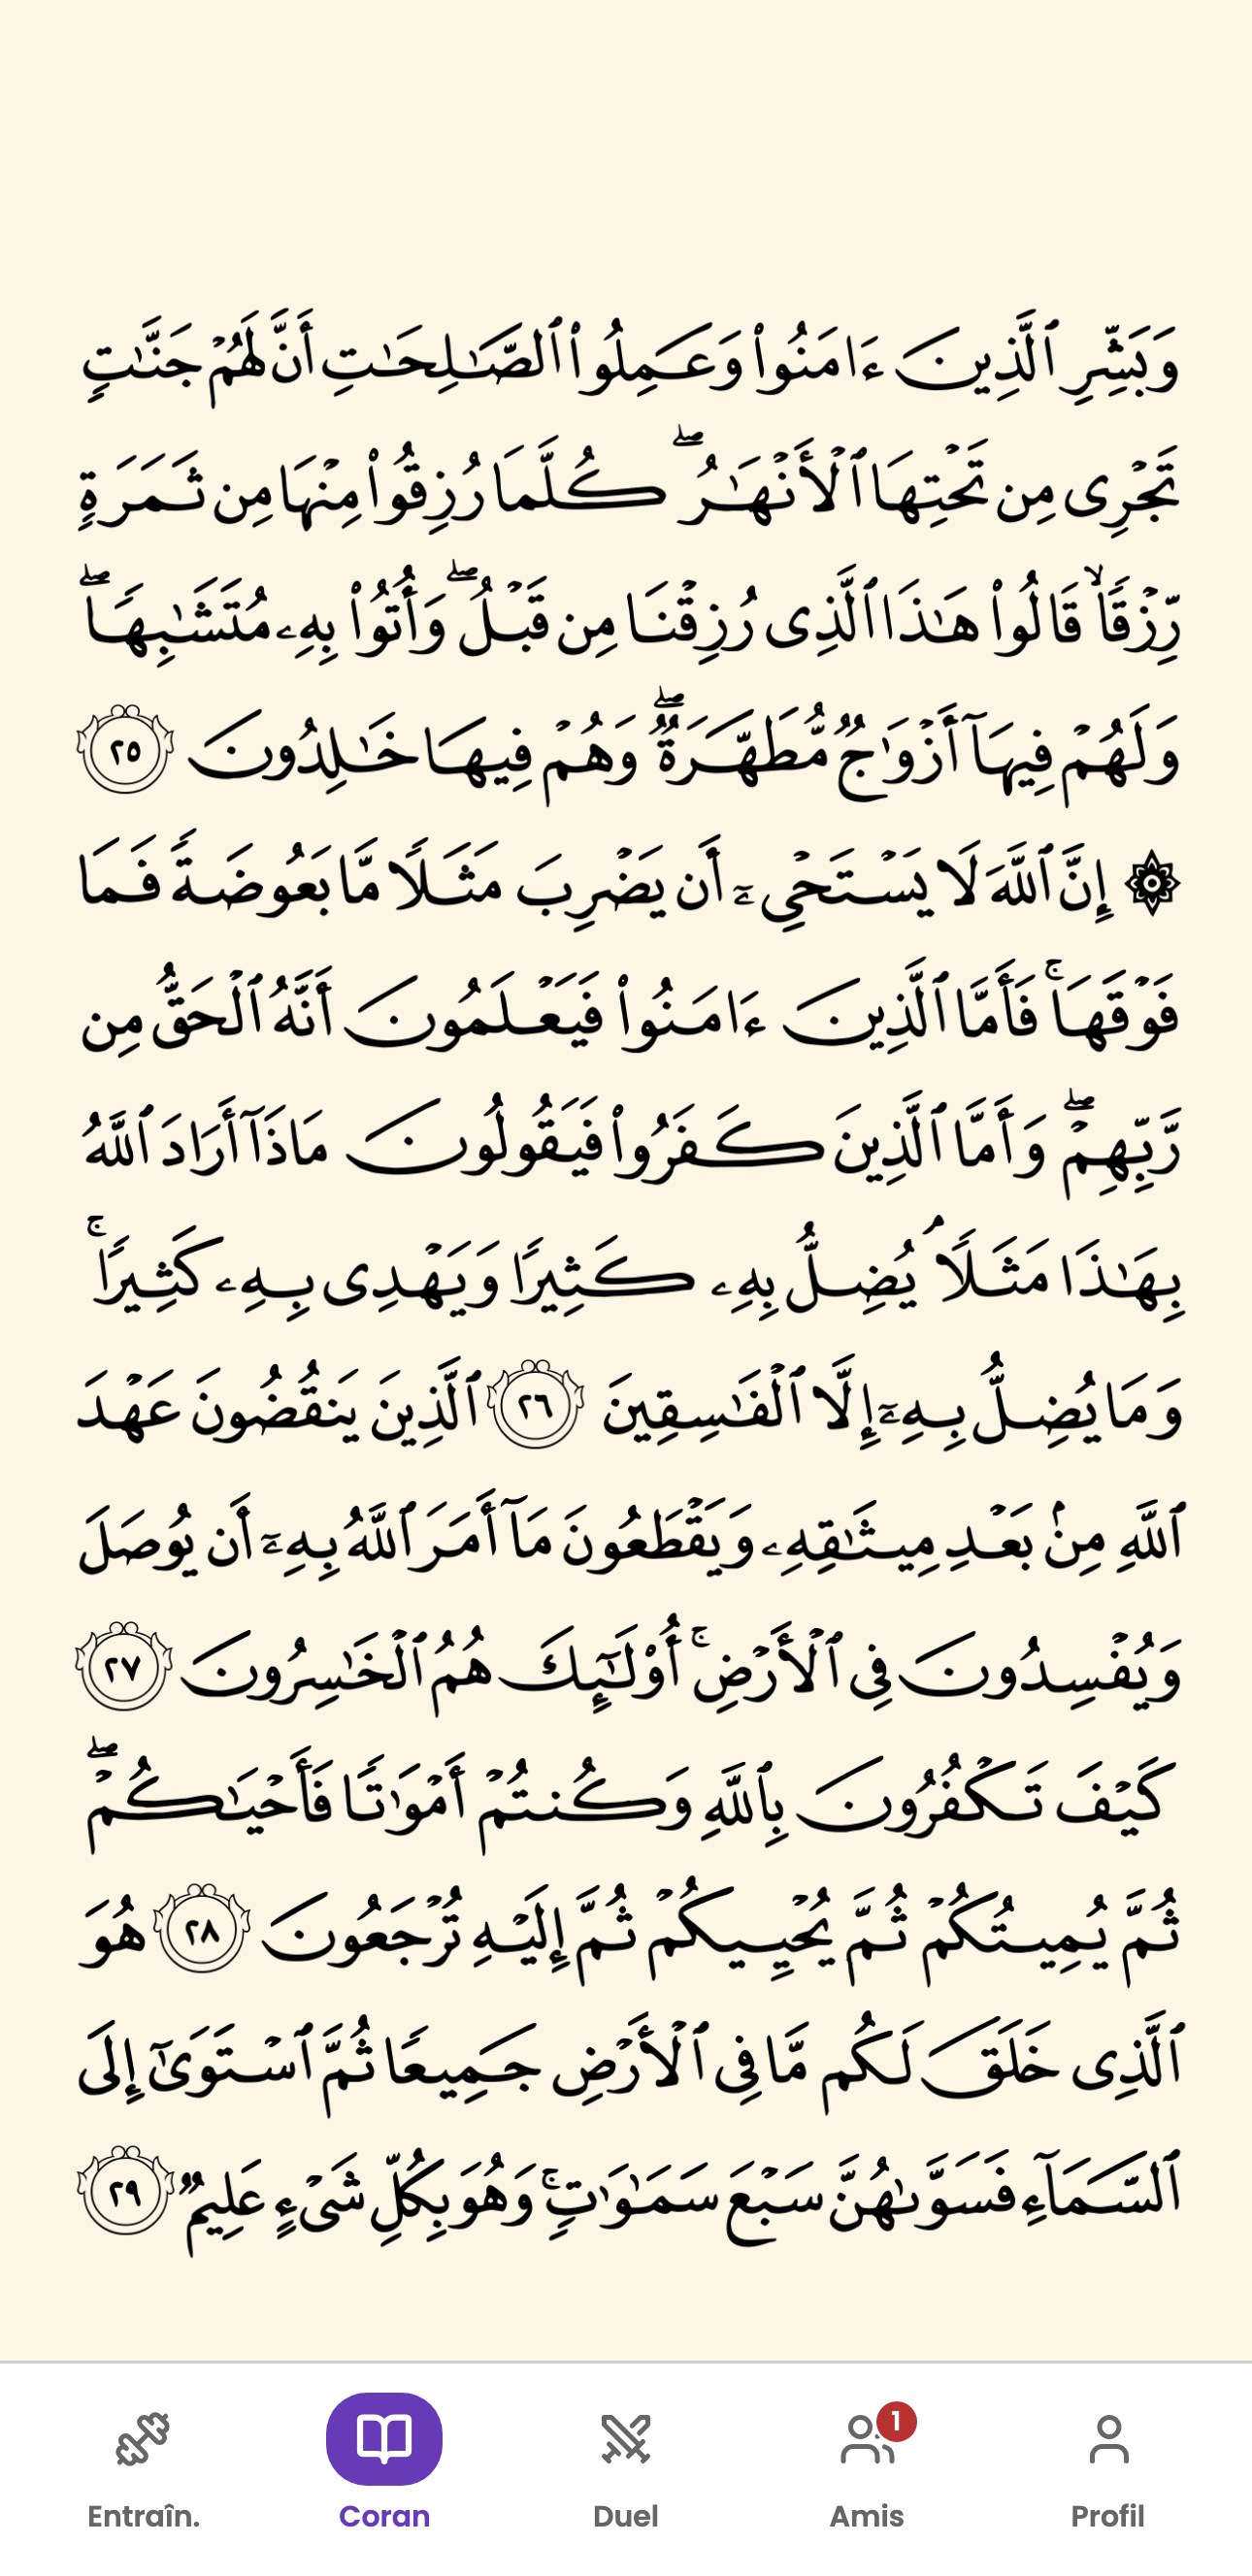 وَبَشِّرِ ٱلَّذِينَ ءَامَنُوا۟ وَعَمِلُوا۟ ٱلصَّـٰلِحَـٰتِ أَنَّ لَهُمْ جَنَّـٰتٍ
تَجْرِى مِن تَحْتِهَا ٱلْأَنْهَـٰرُ ۖ كُلَّمَا رُزِقُوا۟ مِنْهَا مِن ثَمَرَةٍ
رِّزْقًا ۙ قَالُوا۟ هَـٰذَا ٱلَّذِى رُزِقْنَا مِن قَبْلُ ۖ وَأُتُوا۟ بِهِۦ مُتَشَـٰبِهًا ۖ
وَلَهُمْ فِيهَآ أَزْوَٰجٌ مُّطَهَّرَةٌ ۖ وَهُمْ فِيهَا خَـٰلِدُونَ ٢٥
۞ إِنَّ ٱللَّهَ لَا يَسْتَحْىِۦٓ أَن يَضْرِبَ مَثَلًا مَّا بَعُوضَةً فَمَا
فَوْقَهَا ۚ فَأَمَّا ٱلَّذِينَ ءَامَنُوا۟ فَيَعْلَمُونَ أَنَّهُ ٱلْحَقُّ مِن
رَّبِّهِمْ ۖ وَأَمَّا ٱلَّذِينَ كَفَرُوا۟ فَيَقُولُونَ مَاذَآ أَرَادَ ٱللَّهُ
بِهَـٰذَا مَثَلًا ۘ يُضِلُّ بِهِۦ كَثِيرًا وَيَهْدِى بِهِۦ كَثِيرًا ۚ
وَمَا يُضِلُّ بِهِۦٓ إِلَّا ٱلْفَـٰسِقِينَ ٢٦ ٱلَّذِينَ يَنقُضُونَ عَهْدَ
ٱللَّهِ مِنۢ بَعْدِ مِيثَـٰقِهِۦ وَيَقْطَعُونَ مَآ أَمَرَ ٱللَّهُ بِهِۦٓ أَن يُوصَلَ
وَيُفْسِدُونَ فِى ٱلْأَرْضِ ۚ أُو۟لَـٰٓئِكَ هُمُ ٱلْخَـٰسِرُونَ ٢٧
كَيْفَ تَكْفُرُونَ بِٱللَّهِ وَكُنتُمْ أَمْوَٰتًا فَأَحْيَـٰكُمْ ۖ
ثُمَّ يُمِيتُكُمْ ثُمَّ يُحْيِيكُمْ ثُمَّ إِلَيْهِ تُرْجَعُونَ ٢٨ هُوَ
ٱلَّذِى خَلَقَ لَكُم مَّا فِى ٱلْأَرْضِ جَمِيعًا ثُمَّ ٱسْتَوَىٰٓ إِلَى
ٱلسَّمَآءِ فَسَوَّىٰهُنَّ سَبْعَ سَمَـٰوَٰتٍ ۚ وَهُوَ بِكُلِّ شَىْءٍ عَلِيمٌ ٢٩
1
Entraîn. Coran Duel Amis Profil